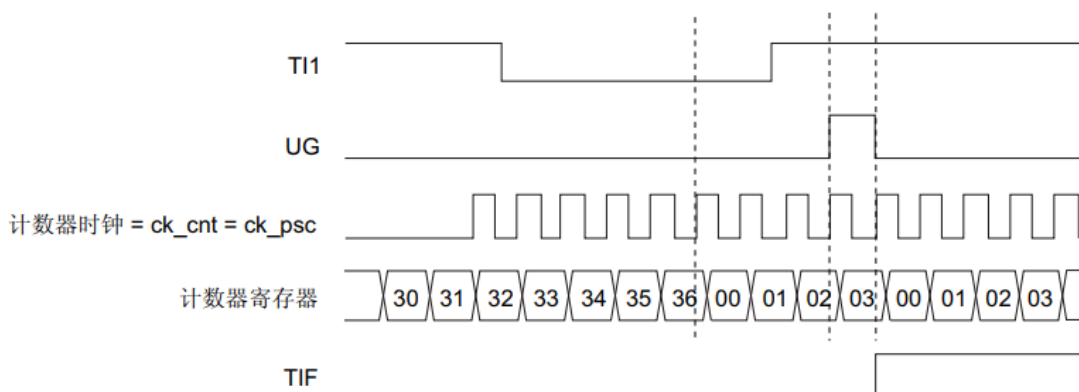 TI1
UG
计数器时钟 = ck_cnt = ck_psc
计数器寄存器 30 31 32 33 34 35 36 00 01 02 03 00 01 02 03
TIF